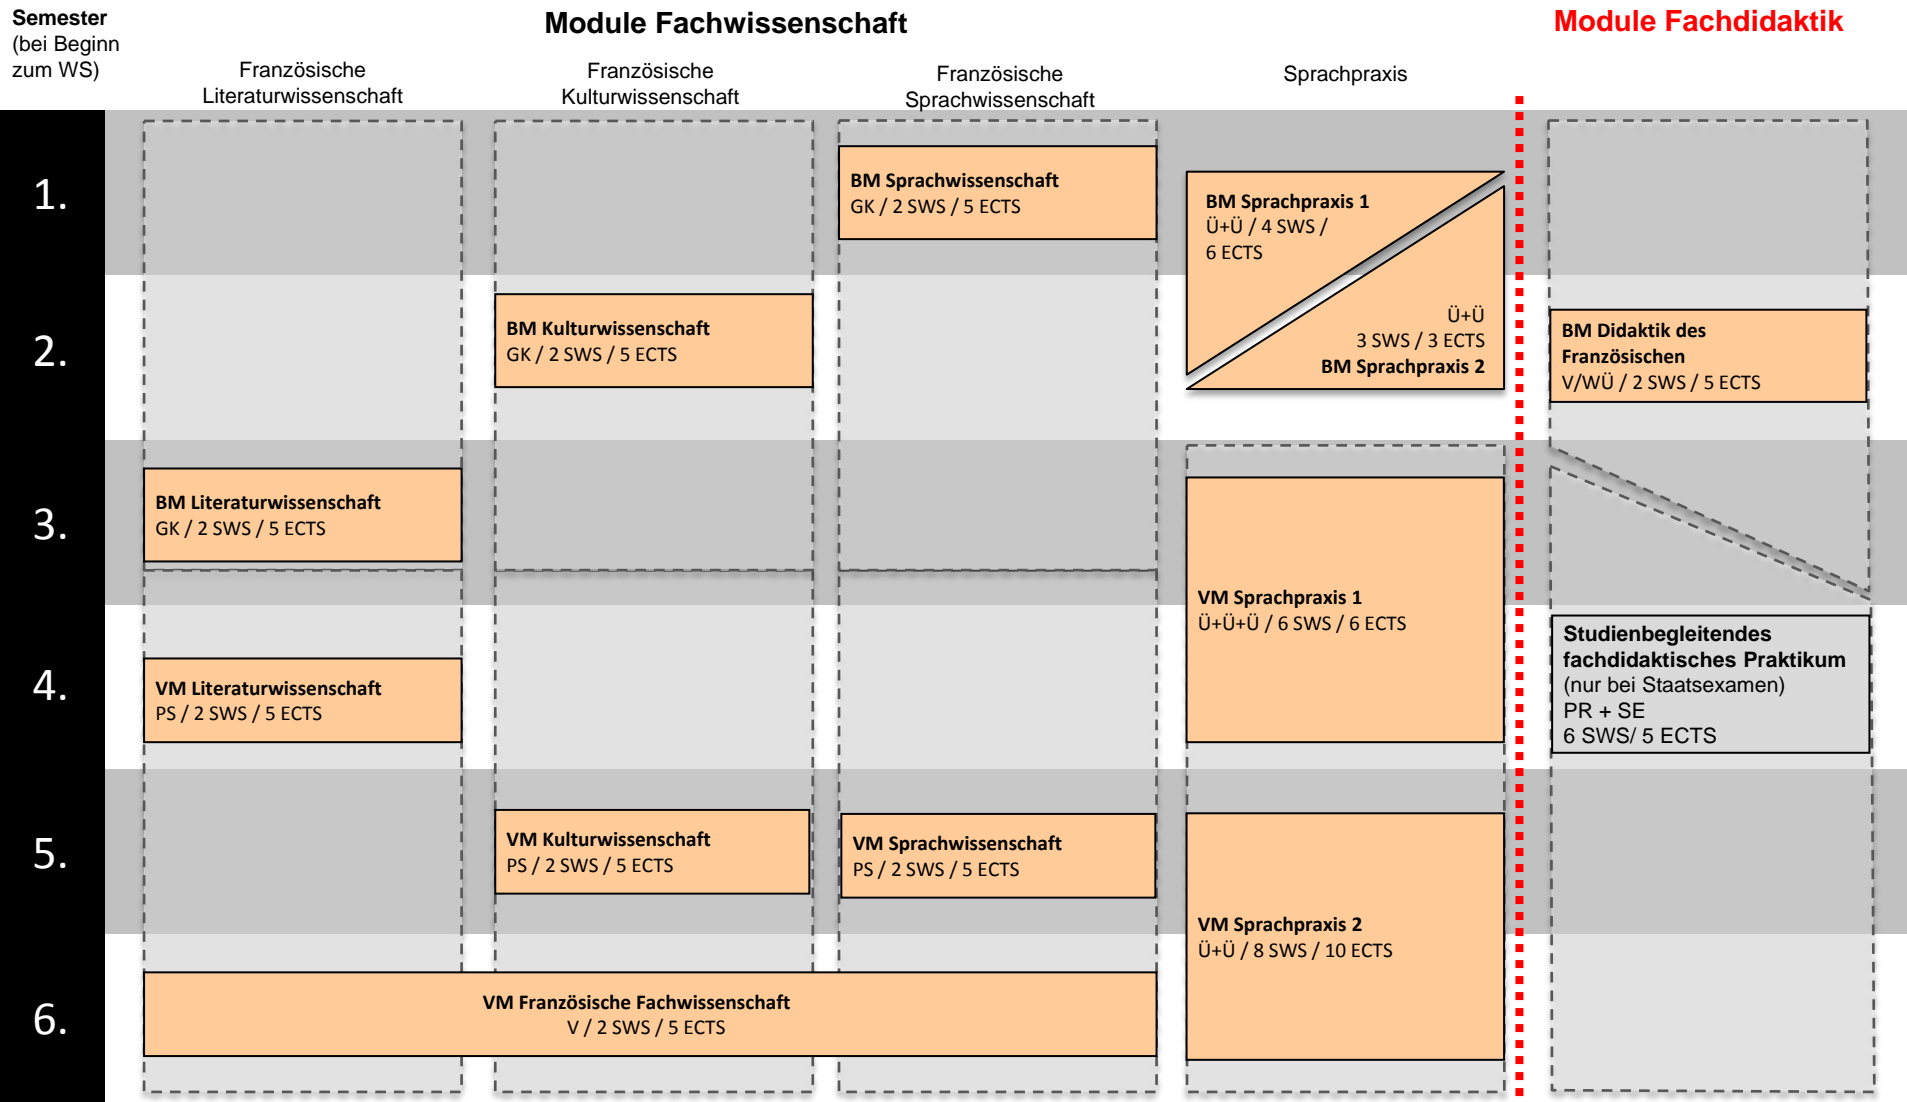 Semester
(bei Beginn
zum WS)
Module Fachwissenschaft
Module Fachdidaktik
Französische
Literaturwissenschaft
Französische
Kulturwissenschaft
Französische
Sprachwissenschaft
Sprachpraxis
1.
BM Sprachwissenschaft
GK / 2 SWS / 5 ECTS
BM Sprachpraxis 1
Ü+Ü / 4 SWS /
6 ECTS
2.
BM Kulturwissenschaft
GK / 2 SWS / 5 ECTS
Ü+Ü
3 SWS / 3 ECTS
BM Sprachpraxis 2
BM Didaktik des
Französischen
V/WÜ / 2 SWS / 5 ECTS
3.
BM Literaturwissenschaft
GK / 2 SWS / 5 ECTS
VM Sprachpraxis 1
Ü+Ü+Ü / 6 SWS / 6 ECTS
4.
VM Literaturwissenschaft
PS / 2 SWS / 5 ECTS
Studienbegleitendes
fachdidaktisches Praktikum
(nur bei Staatsexamen)
PR + SE
6 SWS/ 5 ECTS
5.
VM Kulturwissenschaft
PS / 2 SWS / 5 ECTS
VM Sprachwissenschaft
PS / 2 SWS / 5 ECTS
VM Sprachpraxis 2
Ü+Ü / 8 SWS / 10 ECTS
6.
VM Französische Fachwissenschaft
V / 2 SWS / 5 ECTS